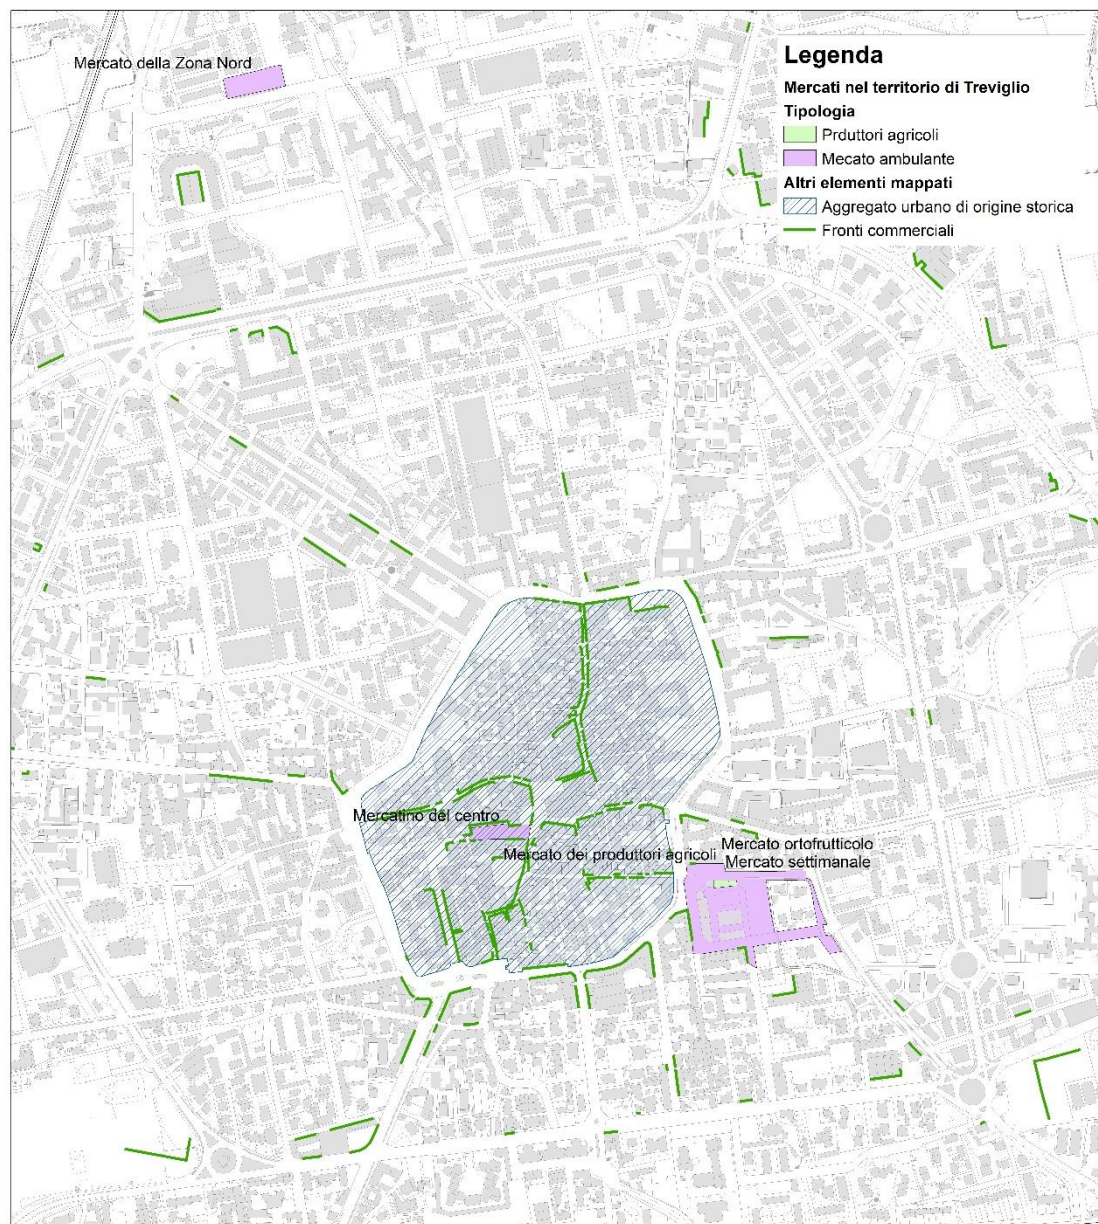 Mercato della Zona Nord
Legenda
Mercati nel territorio di Treviglio
Tipologia
Prduttori agricoli
Mecato ambulante
Altri elementi mappati
Aggregato urbano di origine storica
Fronti commerciali
Mercatino del centro
Mercato dei produttori agricoli
Mercato ortofrutticolo
Mercato settimanale